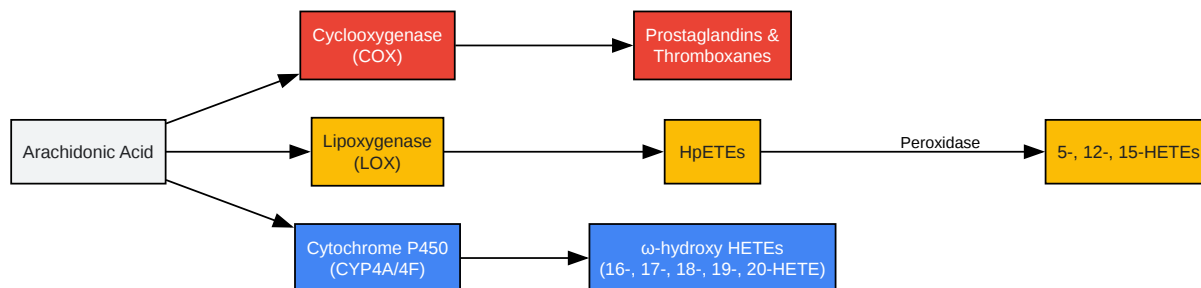 Cyclooxygenase
(COX)
Prostaglandins &
Thromboxanes
Arachidonic Acid
Lipoxygenase
(LOX)
HpETEs
Peroxidase
5-, 12-, 15-HETEs
Cytochrome P450
(CYP4A/4F)
ω-hydroxy HETEs
(16-, 17-, 18-, 19-, 20-HETE)